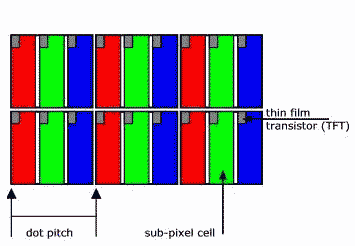 thin film
transistor (TFT)
dot pitch
sub-pixel cell